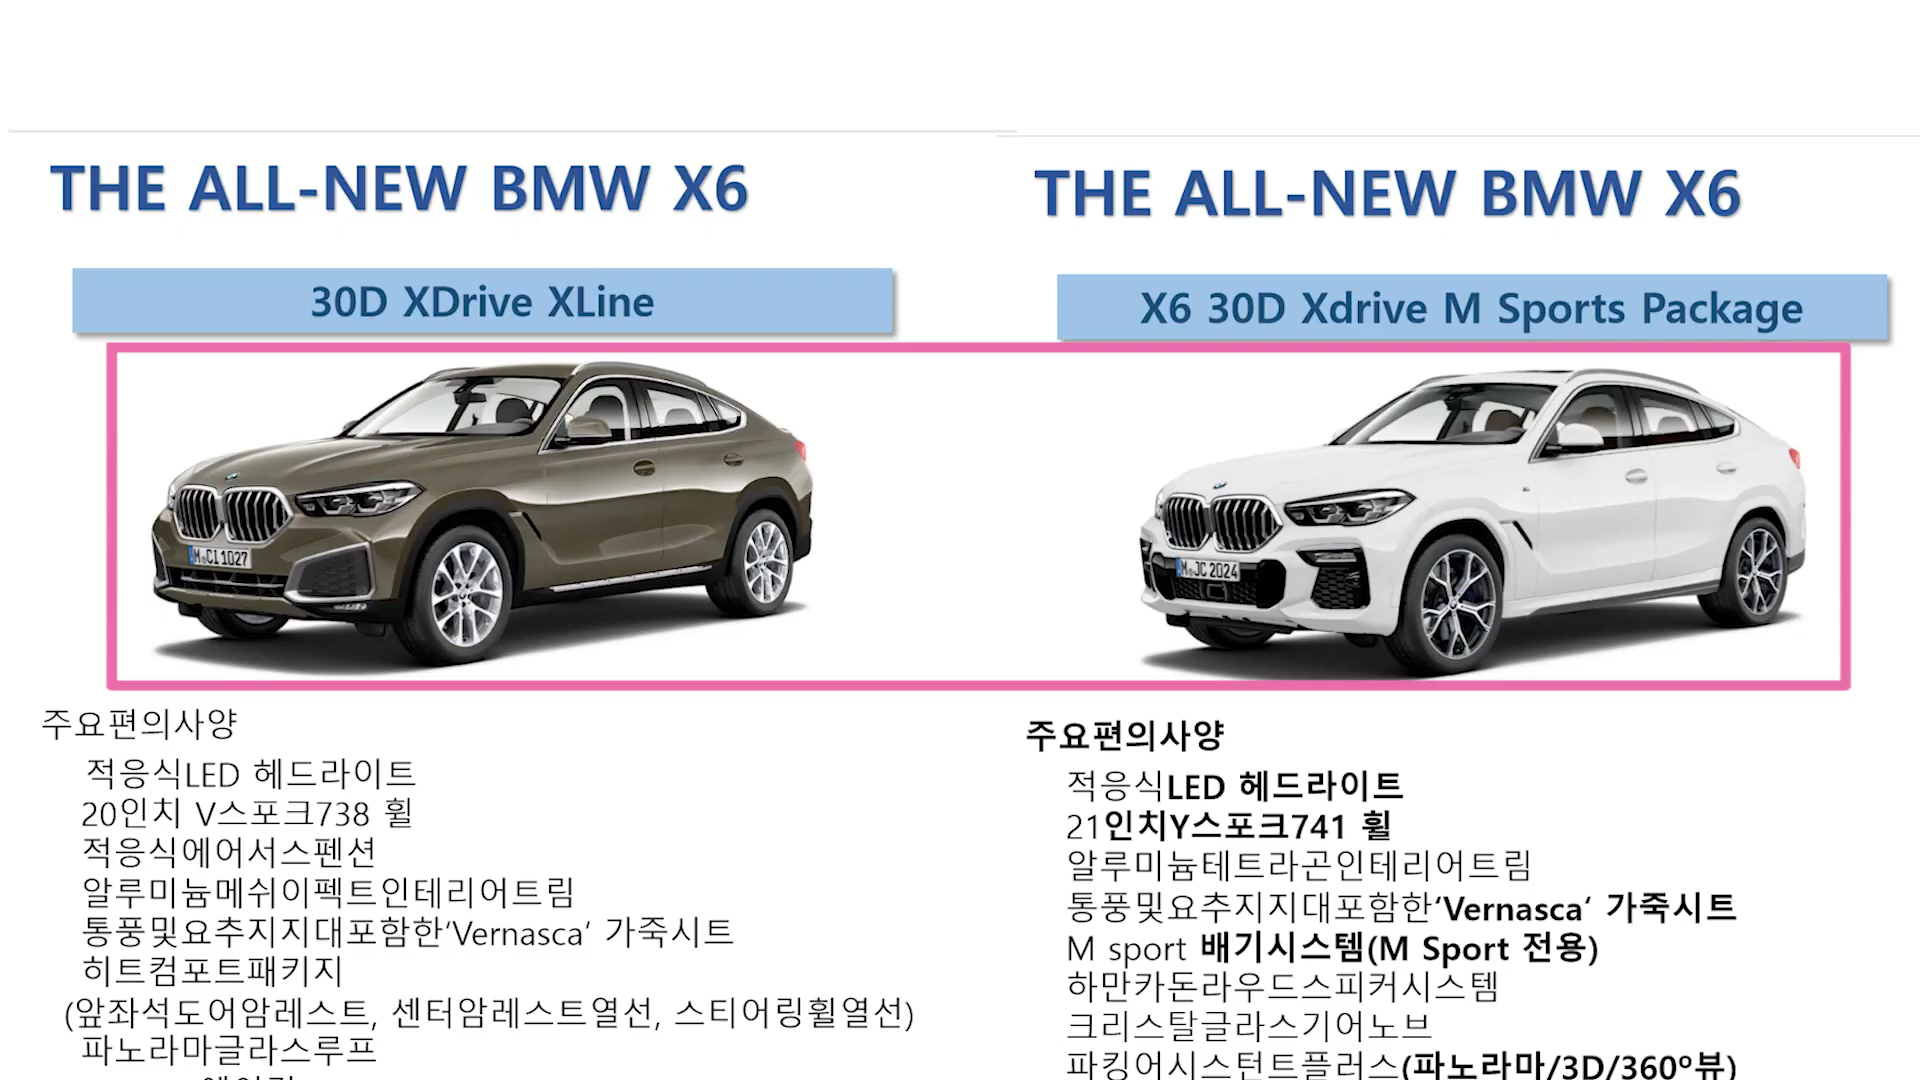 THE ALL-NEW BMW X6
30D XDrive XLine
M CI 1027
주요편의사양
적응식LED 헤드라이트
20인치 V스포크738 휠
적응식에어서스펜션
알루미늄메쉬이펙트인테리어트림
통풍및요추지지대포함한‘Vernasca‘ 가죽시트
히트컴포트패키지
(앞좌석도어암레스트, 센터암레스트열선, 스티어링휠열선)
파노라마글라스루프
THE ALL-NEW BMW X6
X6 30D Xdrive M Sports Package
M JC 2024
주요편의사양
적응식LED 헤드라이트
21인치Y스포크741 휠
알루미늄테트라곤인테리어트림
통풍및요추지지대포함한‘Vernasca‘ 가죽시트
M sport 배기시스템(M Sport 전용)
하만카돈라우드스피커시스템
크리스탈글라스기어노브
파킹어시스턴트플러스(파노라마/3D/360º뷰)